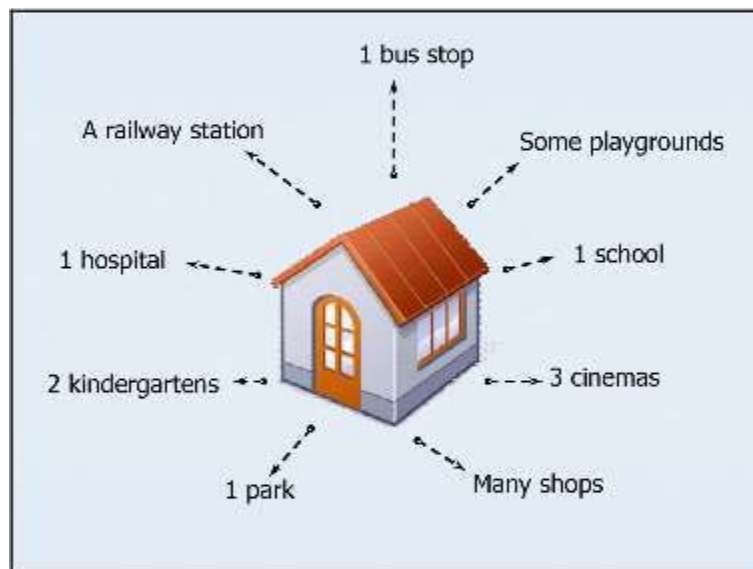 1 bus stop
A railway station
Some playgrounds
1 hospital
1 school
2 kindergartens
3 cinemas
1 park
Many shops